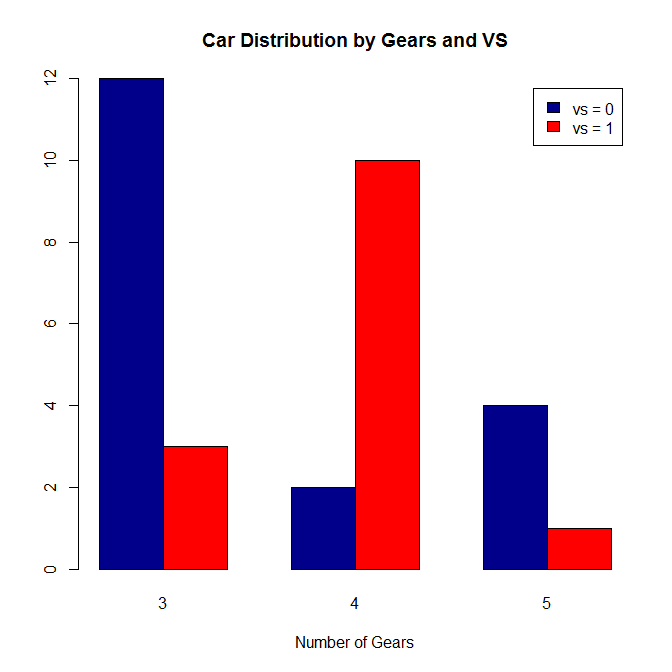 Car Distribution by Gears and VS
vs = 0
vs = 1
12
10
8
6
4
2
0
3 4 5
Number of Gears